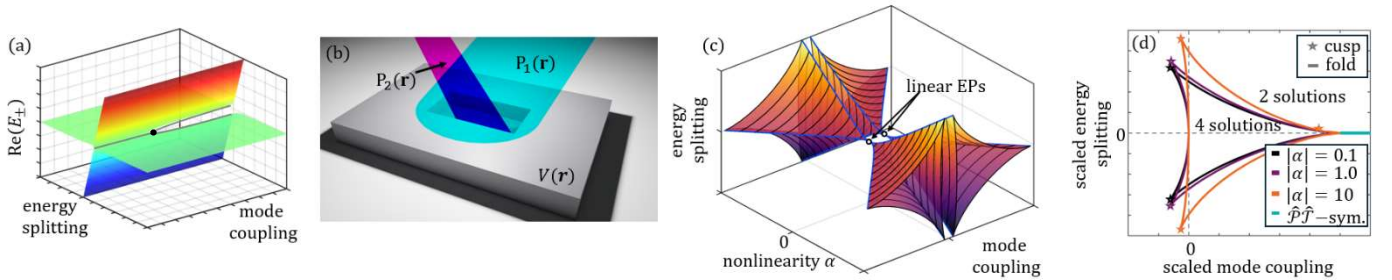 (a)
Re(E±)
energy
splitting
mode
coupling
(b)
P₂(𝐫)
P₁(𝐫)
V(𝒓)
(c)
linear EPs
energy
splitting
0
nonlinearity α
mode
coupling
(d)
cusp
fold
2 solutions
4 solutions
scaled energy
splitting
0
|α| = 0.1
|α| = 1.0
|α| = 10
𝒫̂𝒯̂−sym.
0
scaled mode coupling